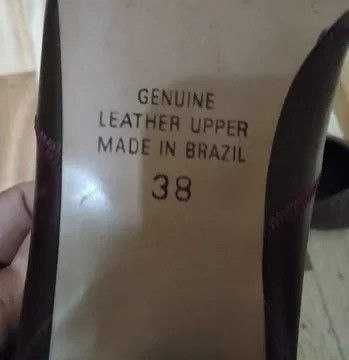 GENUINE
LEATHER UPPER
MADE IN BRAZIL
38